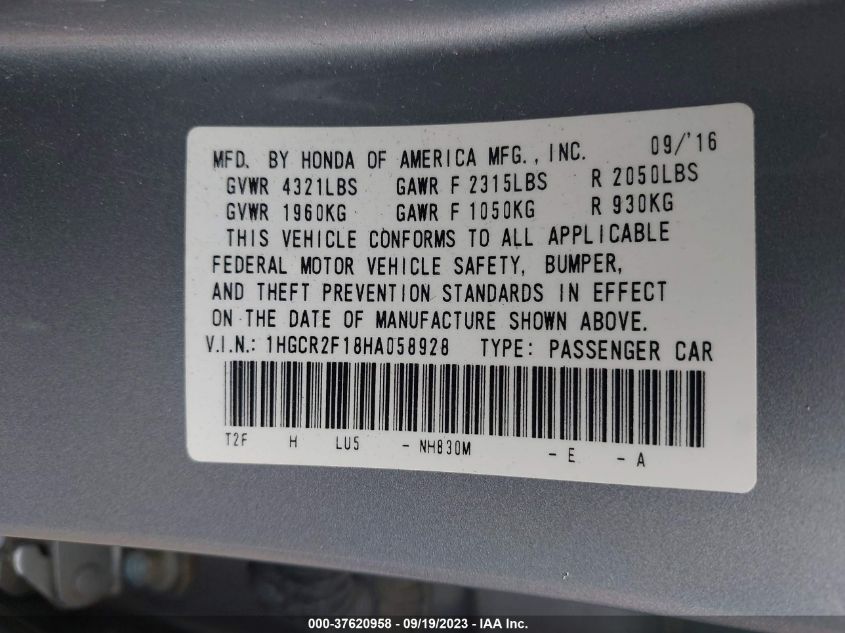 MFD. BY HONDA OF AMERICA MFG., INC. 09/'16
GVWR 4321LBS GAWR F 2315LBS R 2050LBS
GVWR 1960KG GAWR F 1050KG R 930KG
THIS VEHICLE CONFORMS TO ALL APPLICABLE
FEDERAL MOTOR VEHICLE SAFETY, BUMPER,
AND THEFT PREVENTION STANDARDS IN EFFECT
ON THE DATE OF MANUFACTURE SHOWN ABOVE.
V.I.N.: 1HGCR2F18HA058928 TYPE: PASSENGER CAR
T2F H LU5 - NH830M - E - A
000-37620958 - 09/19/2023 - IAA Inc.